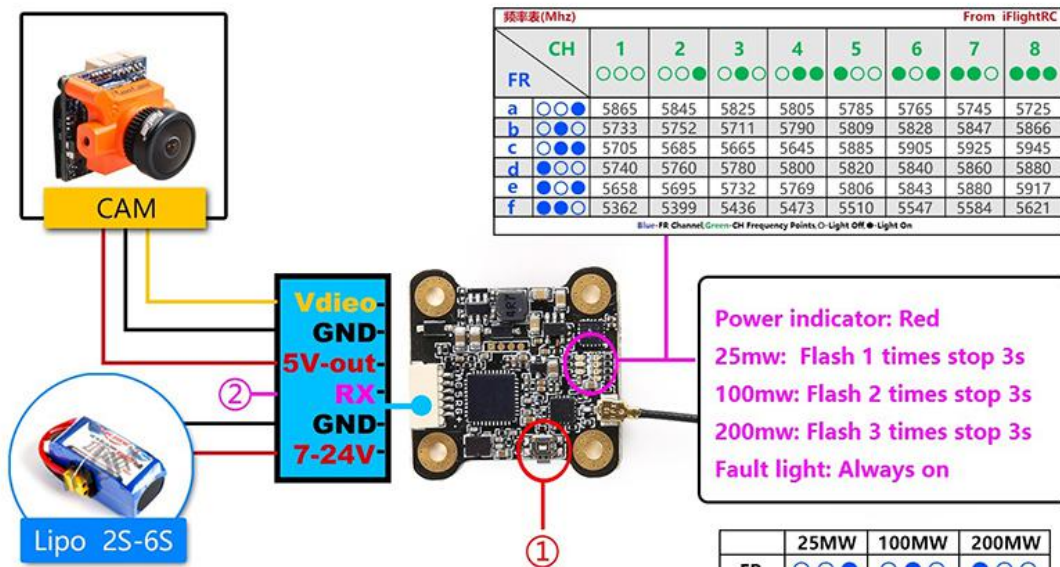 频率表(Mhz) From iFlightRC
CH 1 2 3 4 5 6 7 8
FR
a 5865 5845 5825 5805 5785 5765 5745 5725
b 5733 5752 5711 5790 5809 5828 5847 5866
c 5705 5685 5665 5645 5885 5905 5925 5945
d 5740 5760 5780 5800 5820 5840 5860 5880
e 5658 5695 5732 5769 5806 5843 5880 5917
f 5362 5399 5436 5473 5510 5547 5584 5621
Blue-FR Channel,Green-CH Frequency Points,○-Light Off,●-Light On
CAM
Vdieo
GND
5V-out
② RX
GND
7-24V
Lipo 2S-6S
①
Power indicator: Red
25mw: Flash 1 times stop 3s
100mw: Flash 2 times stop 3s
200mw: Flash 3 times stop 3s
Fault light: Always on
25MW 100MW 200MW